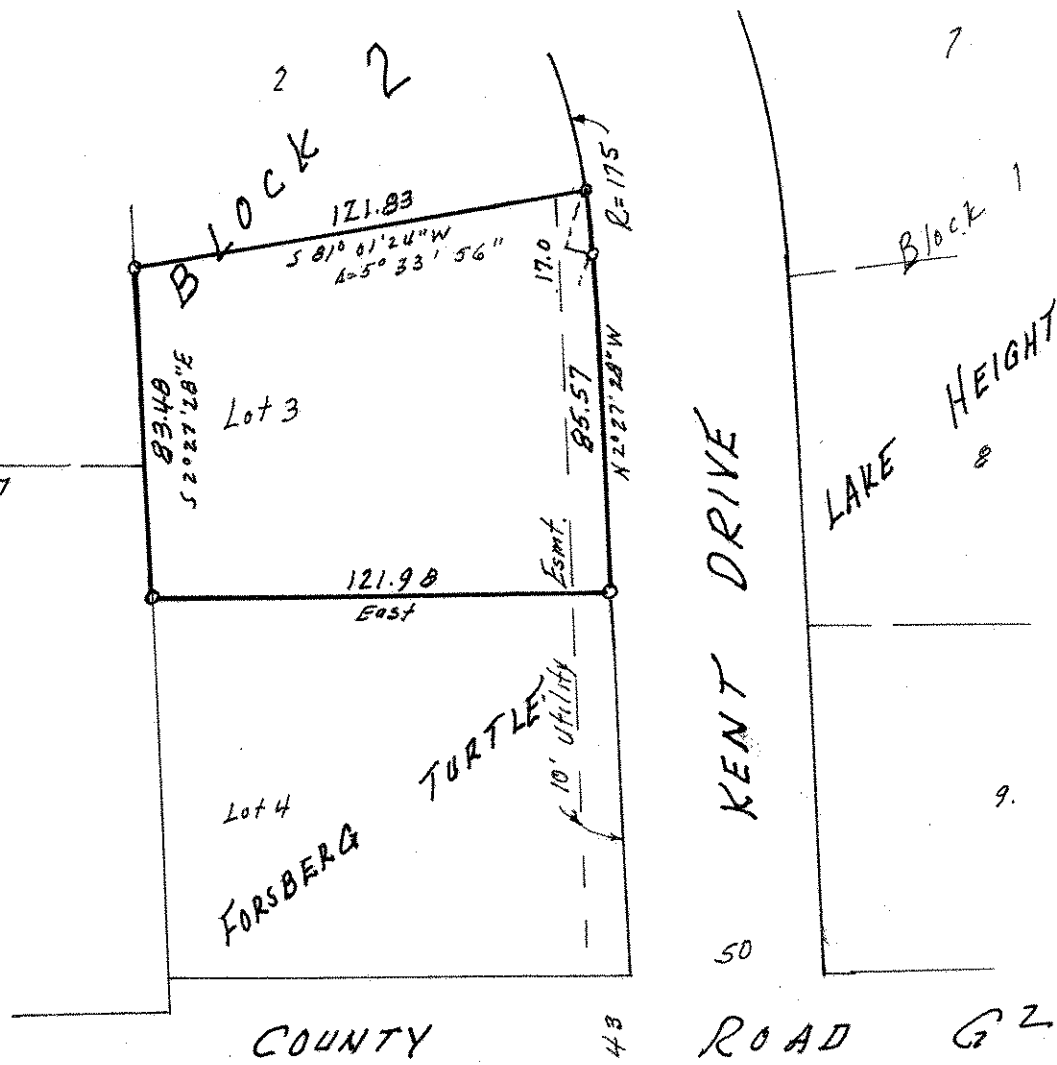 2
BLOCK 2
7
121.83
S 81° 01' 24" W
Δ=5° 33' 56"
R=175
17.0
Block 1
83.48
S 2° 27' 28" E
Lot 3
85.57
N 2° 27' 28" W
LAKE HEIGHT
8
KENT DRIVE
7
121.98
East
10' Utility Esmt.
Lot 4
FORSBERG TURTLE
9.
50
43
COUNTY ROAD G2